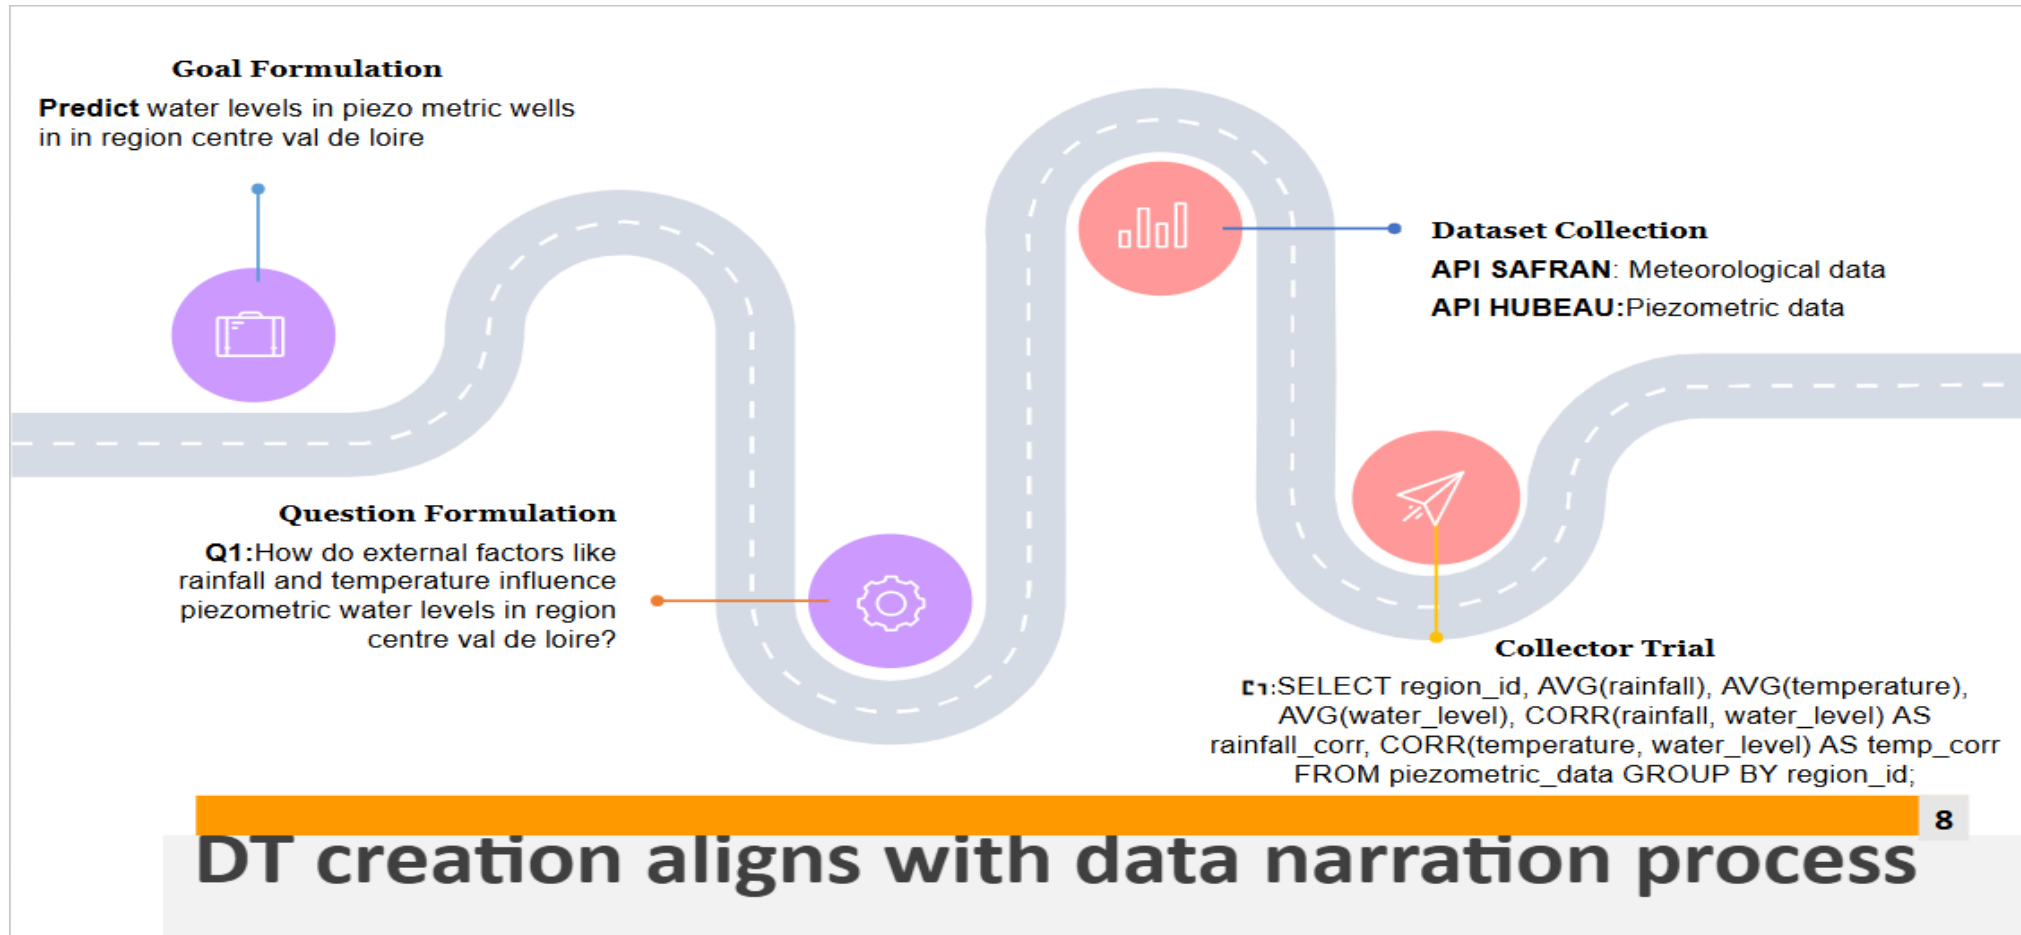 Goal Formulation
Predict water levels in piezo metric wells
in in region centre val de loire
Question Formulation
Q1:How do external factors like
rainfall and temperature influence
piezometric water levels in region
centre val de loire?
Dataset Collection
API SAFRAN: Meteorological data
API HUBEAU:Piezometric data
Collector Trial
SELECT region_id, AVG(rainfall), AVG(temperature),
AVG(water_level), CORR(rainfall, water_level) AS
rainfall_corr, CORR(temperature, water_level) AS temp_corr
FROM piezometric_data GROUP BY region_id;
8
DT creation aligns with data narration process